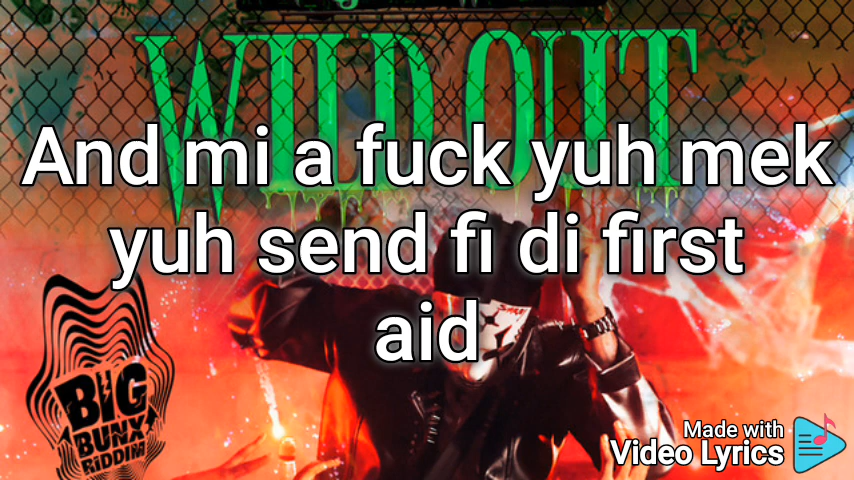 WILD OUT
And mi a fuck yuh mek
yuh send fi di first
aid
BIG
BUNX
RIDDIM
Made with
Video Lyrics